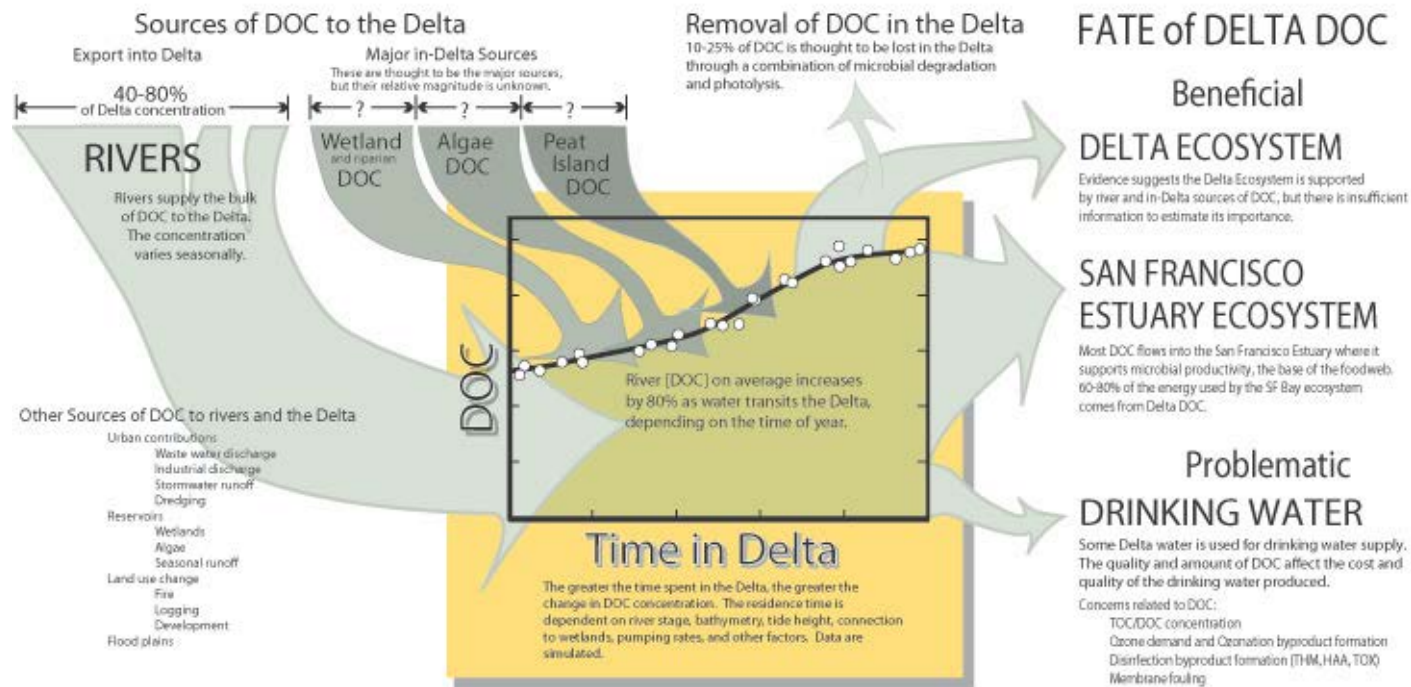 Sources of DOC to the Delta
Export into Delta
40-80%
of Delta concentration
Major in-Delta Sources
These are thought to be the major sources,
but their relative magnitude is unknown.
?
?
?
RIVERS
Rivers supply the bulk
of DOC to the Delta.
The concentration
varies seasonally.
Wetland
and riparian
DOC
Algae
DOC
Peat
Island
DOC
Removal of DOC in the Delta
10-25% of DOC is thought to be lost in the Delta
through a combination of microbial degradation
and photolysis.
DOC
River [DOC] on average increases
by 80% as water transits the Delta,
depending on the time of year.
Time in Delta
The greater the time spent in the Delta, the greater the
change in DOC concentration. The residence time is
dependent on river stage, bathymetry, tide height, connection
to wetlands, pumping rates, and other factors. Data are
simulated.
Other Sources of DOC to rivers and the Delta
Urban contributions
Waste water discharge
Industrial discharge
Stormwater runoff
Dredging
Reservoirs
Wetlands
Algae
Seasonal runoff
Land use change
Fire
Logging
Development
Flood plains
FATE of DELTA DOC
Beneficial
DELTA ECOSYSTEM
Evidence suggests the Delta Ecosystem is supported
by river and in-Delta sources of DOC, but there is insufficient
information to estimate its importance.
SAN FRANCISCO
ESTUARY ECOSYSTEM
Most DOC flows into the San Francisco Estuary where it
supports microbial productivity, the base of the foodweb.
60-80% of the energy used by the SF Bay ecosystem
comes from Delta DOC.
Problematic
DRINKING WATER
Some Delta water is used for drinking water supply.
The quality and amount of DOC affect the cost and
quality of the drinking water produced.
Concerns related to DOC:
TOC/DOC concentration
Ozone demand and Ozonation byproduct formation
Disinfection byproduct formation (THM, HAA, TOX)
Membrane fouling